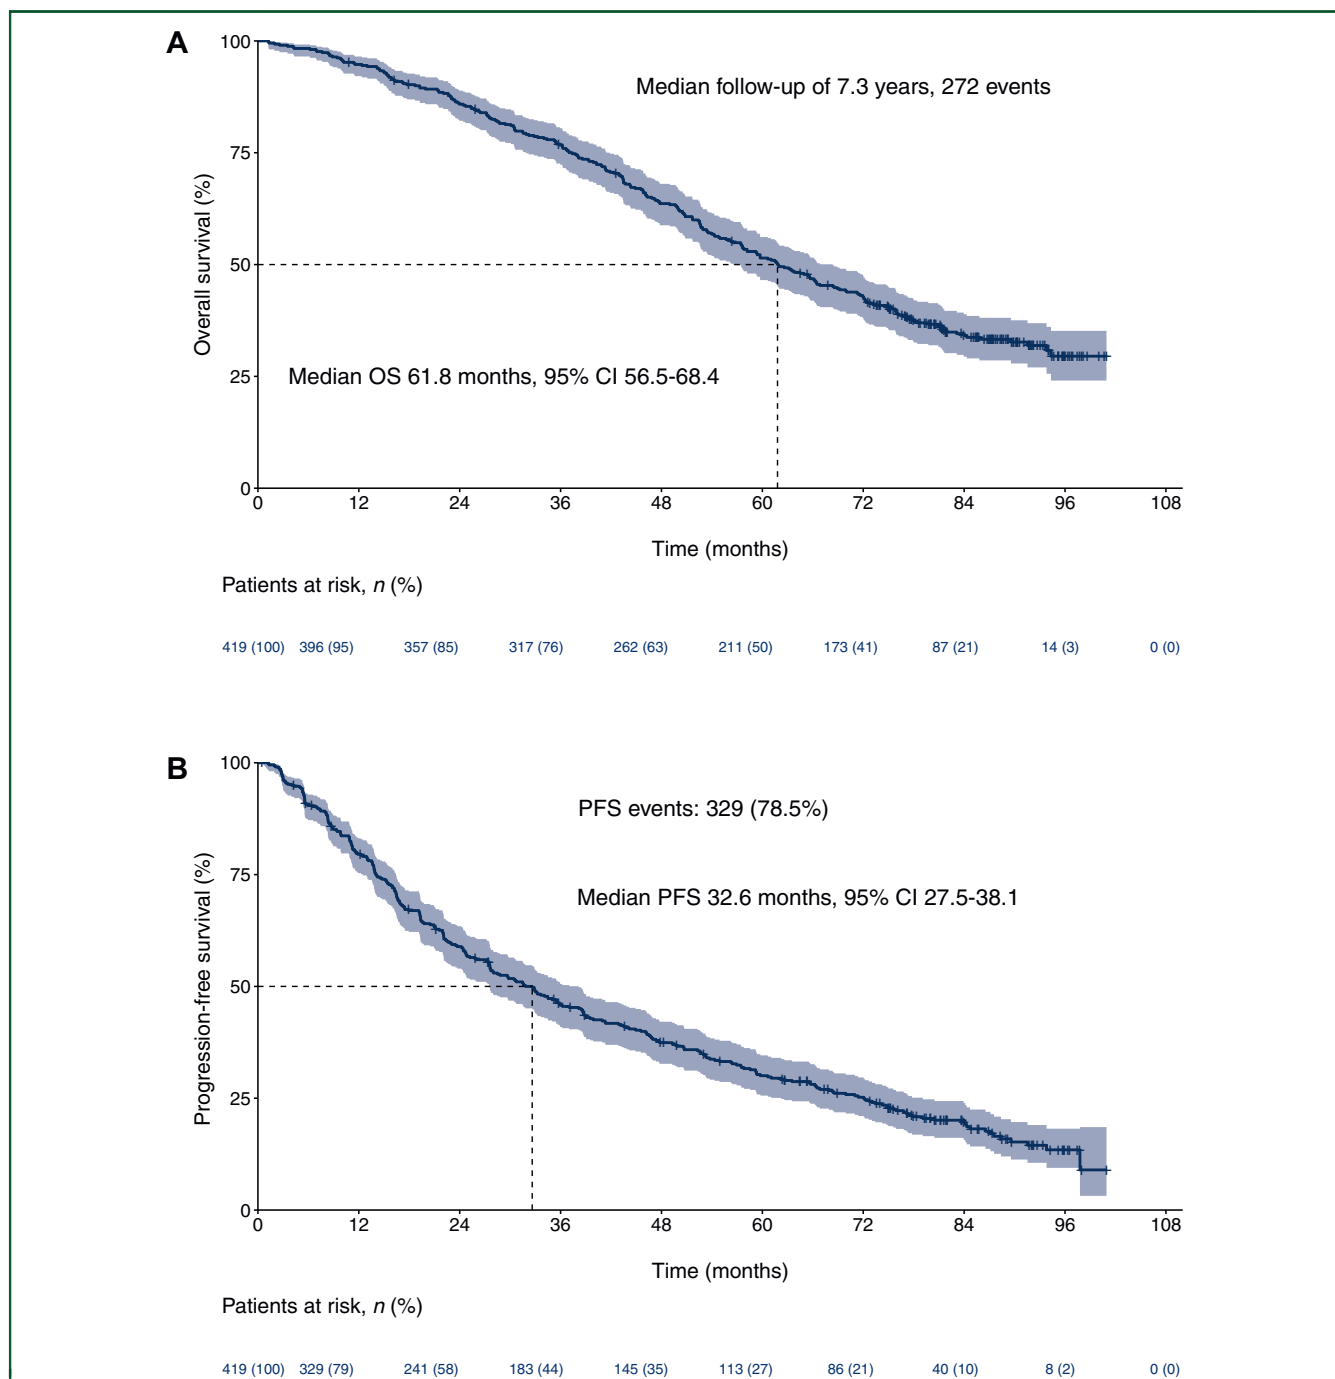 A
100
Median follow-up of 7.3 years, 272 events
75
Overall survival (%)
50
25
Median OS 61.8 months, 95% CI 56.5-68.4
0
0 12 24 36 48 60 72 84 96 108
Time (months)
Patients at risk, n (%)
419 (100) 396 (95) 357 (85) 317 (76) 262 (63) 211 (50) 173 (41) 87 (21) 14 (3) 0 (0)
B
100
PFS events: 329 (78.5%)
75
Median PFS 32.6 months, 95% CI 27.5-38.1
Progression-free survival (%)
50
25
0
0 12 24 36 48 60 72 84 96 108
Time (months)
Patients at risk, n (%)
419 (100) 329 (79) 241 (58) 183 (44) 145 (35) 113 (27) 86 (21) 40 (10) 8 (2) 0 (0)